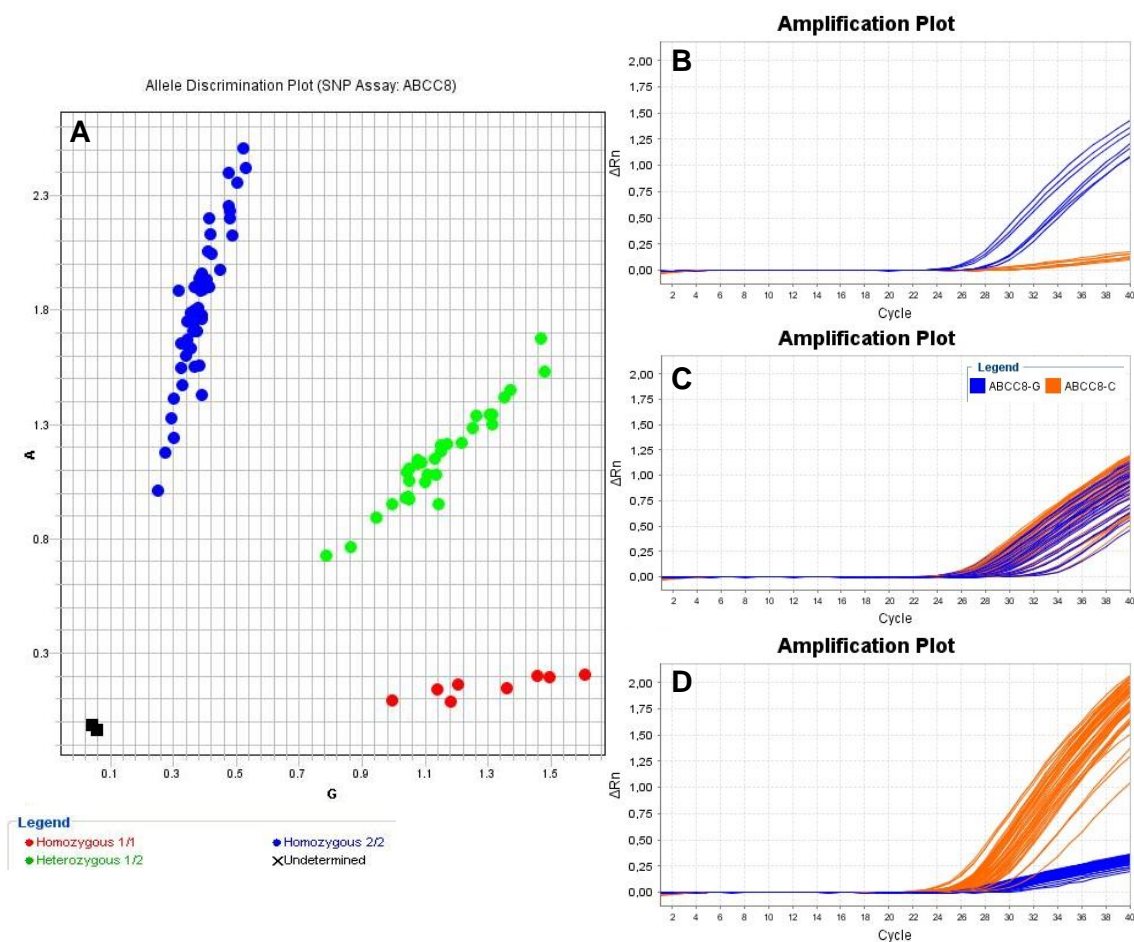 Allele Discrimination Plot (SNP Assay: ABCC8)
A
2.3
1.8
1.3
0.8
0.3
A
0.1 0.3 0.5 0.7 0.9 1.1 1.3 1.5
G
Legend
Homozygous 1/1
Homozygous 2/2
Heterozygous 1/2
Undetermined
Amplification Plot
B
2,00
1,75
1,50
1,25
1,00
0,75
0,50
0,25
0,00
ΔRn
2 4 6 8 10 12 14 16 18 20 22 24 26 28 30 32 34 36 38 40
Cycle
Amplification Plot
C
Legend
ABCC8-G ABCC8-C
2,00
1,75
1,50
1,25
1,00
0,75
0,50
0,25
0,00
ΔRn
2 4 6 8 10 12 14 16 18 20 22 24 26 28 30 32 34 36 38 40
Cycle
Amplification Plot
D
2,00
1,75
1,50
1,25
1,00
0,75
0,50
0,25
0,00
ΔRn
2 4 6 8 10 12 14 16 18 20 22 24 26 28 30 32 34 36 38 40
Cycle